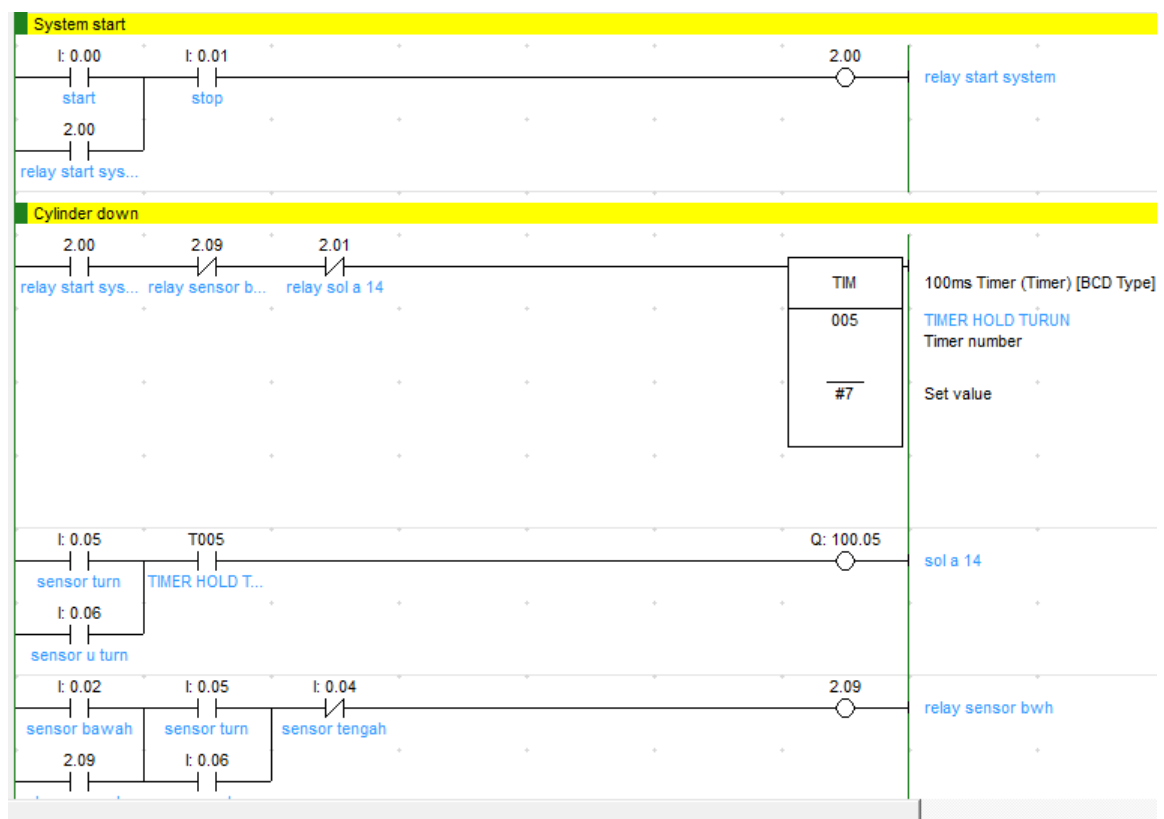 System start
I: 0.00 I: 0.01 2.00
relay start system
start stop
2.00
relay start sys...
Cylinder down
2.00 2.09 2.01
relay start sys... relay sensor b... relay sol a 14
TIM 100ms Timer (Timer) [BCD Type]
005 TIMER HOLD TURUN
Timer number
#7 Set value
I: 0.05 T005 Q: 100.05
sol a 14
sensor turn TIMER HOLD T...
I: 0.06
sensor u turn
I: 0.02 I: 0.05 I: 0.04 2.09
relay sensor bwh
sensor bawah sensor turn sensor tengah
2.09 I: 0.06